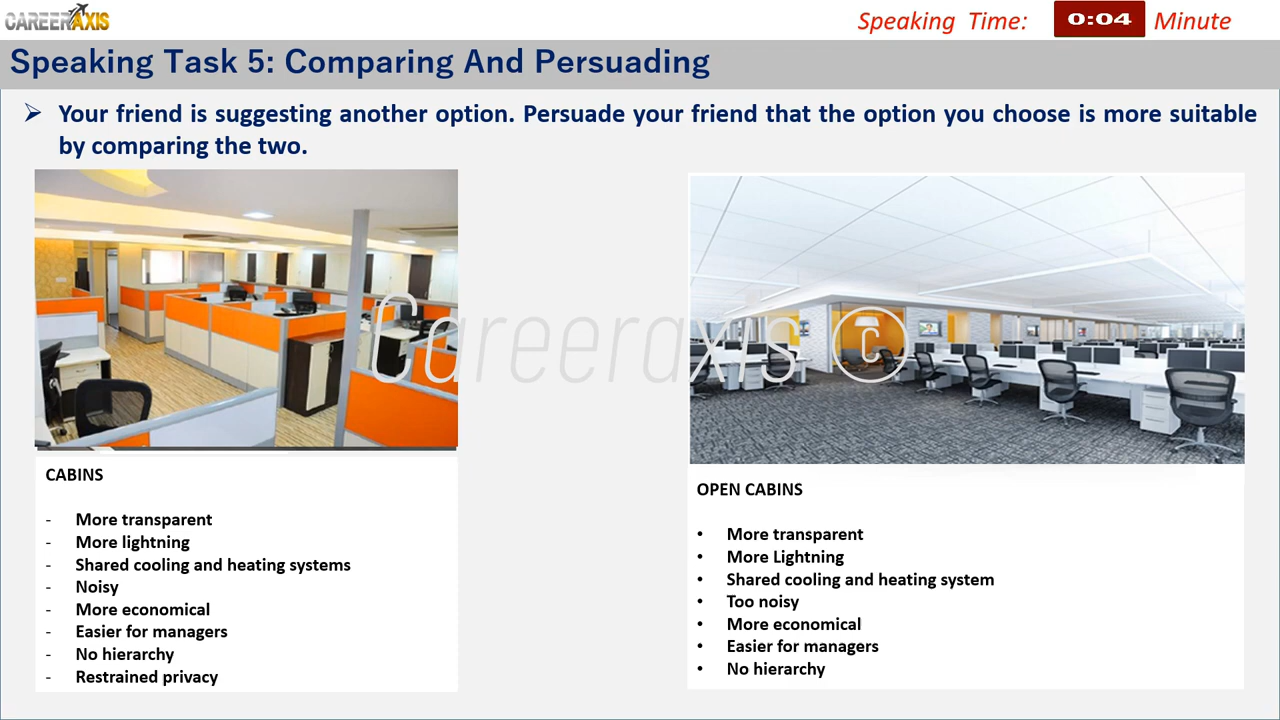 CAREERAXIS
Speaking Time: 0:04 Minute
Speaking Task 5: Comparing And Persuading
➢ Your friend is suggesting another option. Persuade your friend that the option you choose is more suitable
by comparing the two.
Careeraxis ©
CABINS
- More transparent
- More lightning
- Shared cooling and heating systems
- Noisy
- More economical
- Easier for managers
- No hierarchy
- Restrained privacy
OPEN CABINS
• More transparent
• More Lightning
• Shared cooling and heating system
• Too noisy
• More economical
• Easier for managers
• No hierarchy